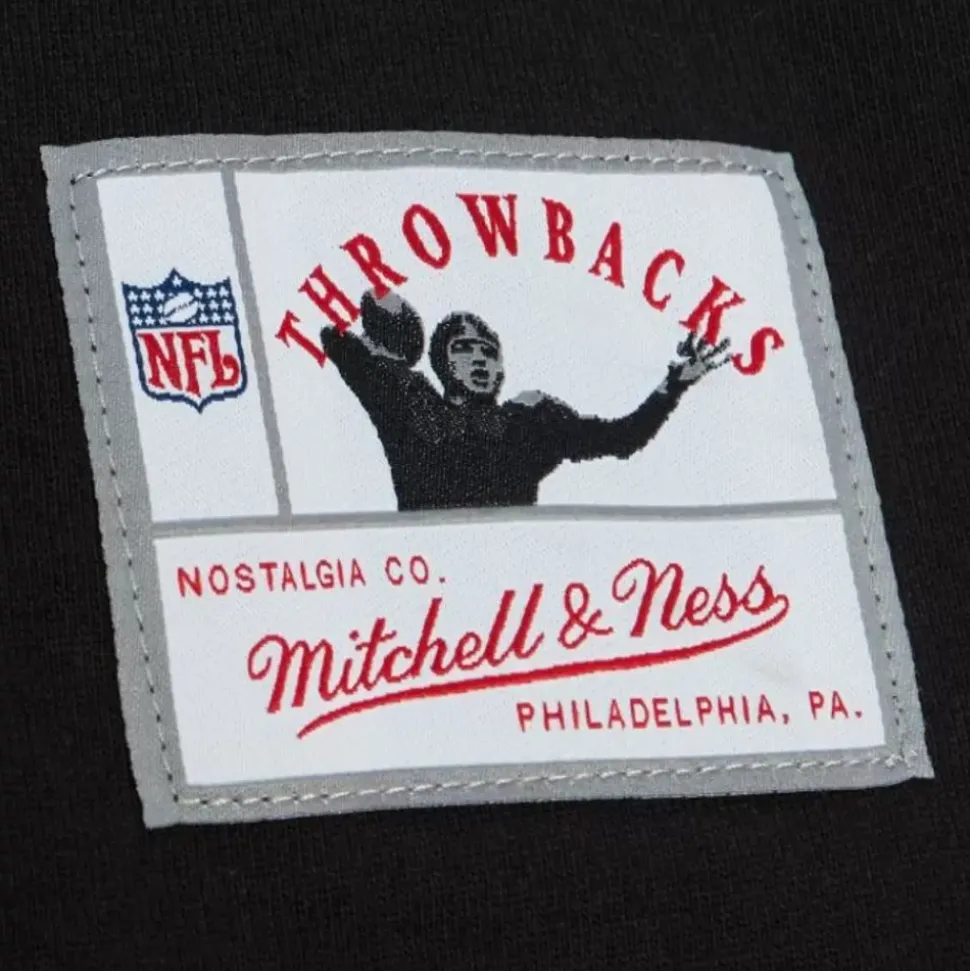 THROWBACKS
NFL
NOSTALGIA CO.
Mitchell & Ness
PHILADELPHIA, PA.